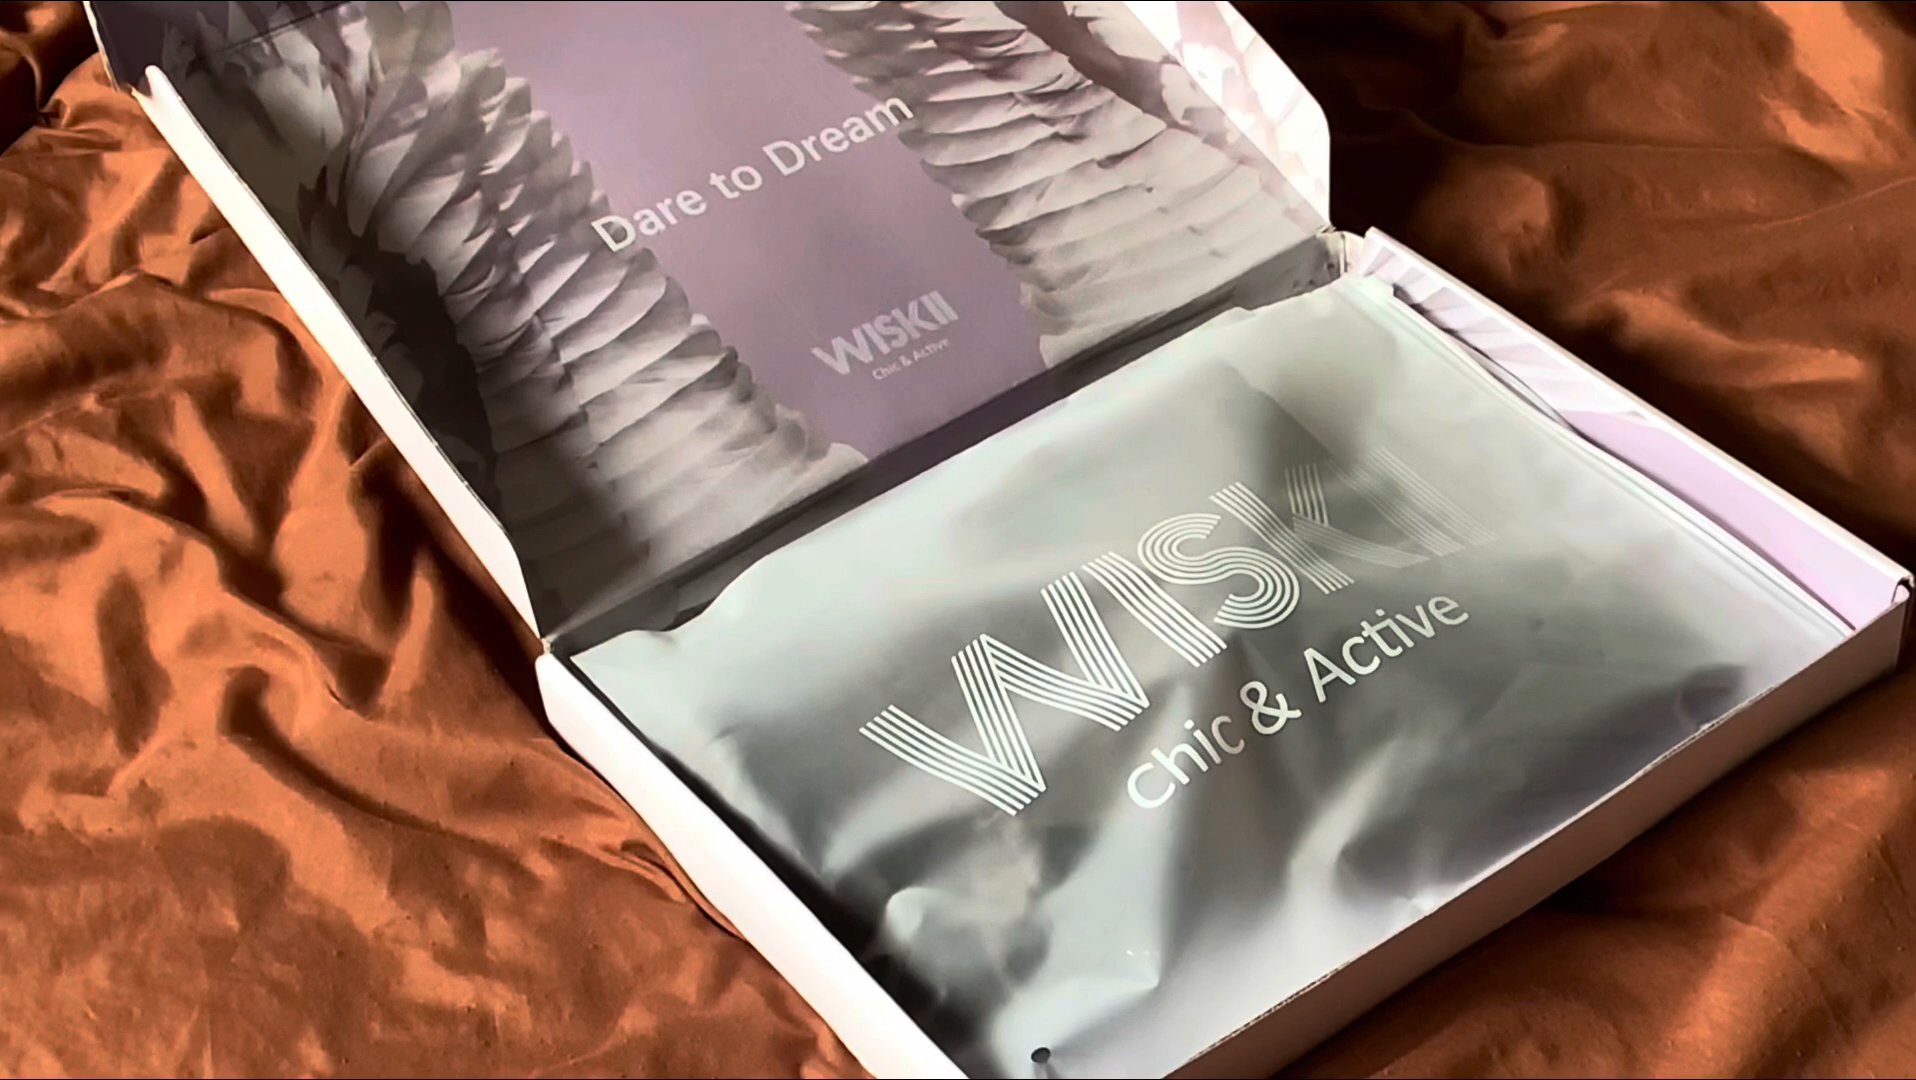 Dare to Dream
WISKII
Chic & Active
WISKII
chic & Active